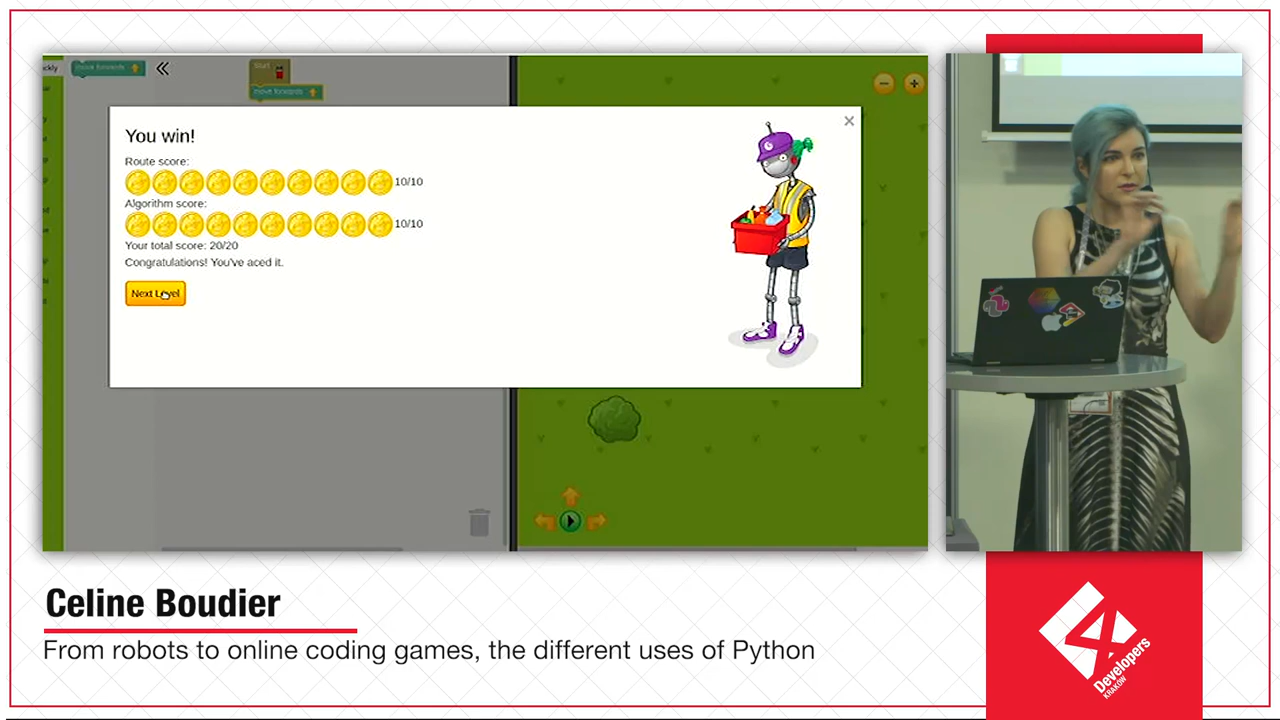 ckly
move forwards
Start
move forwards
You win!
Route score:
10/10
Algorithm score:
10/10
Your total score: 20/20
Congratulations! You've aced it.
Next Level
Celine Boudier
From robots to online coding games, the different uses of Python
4
Developers
KRAKOW